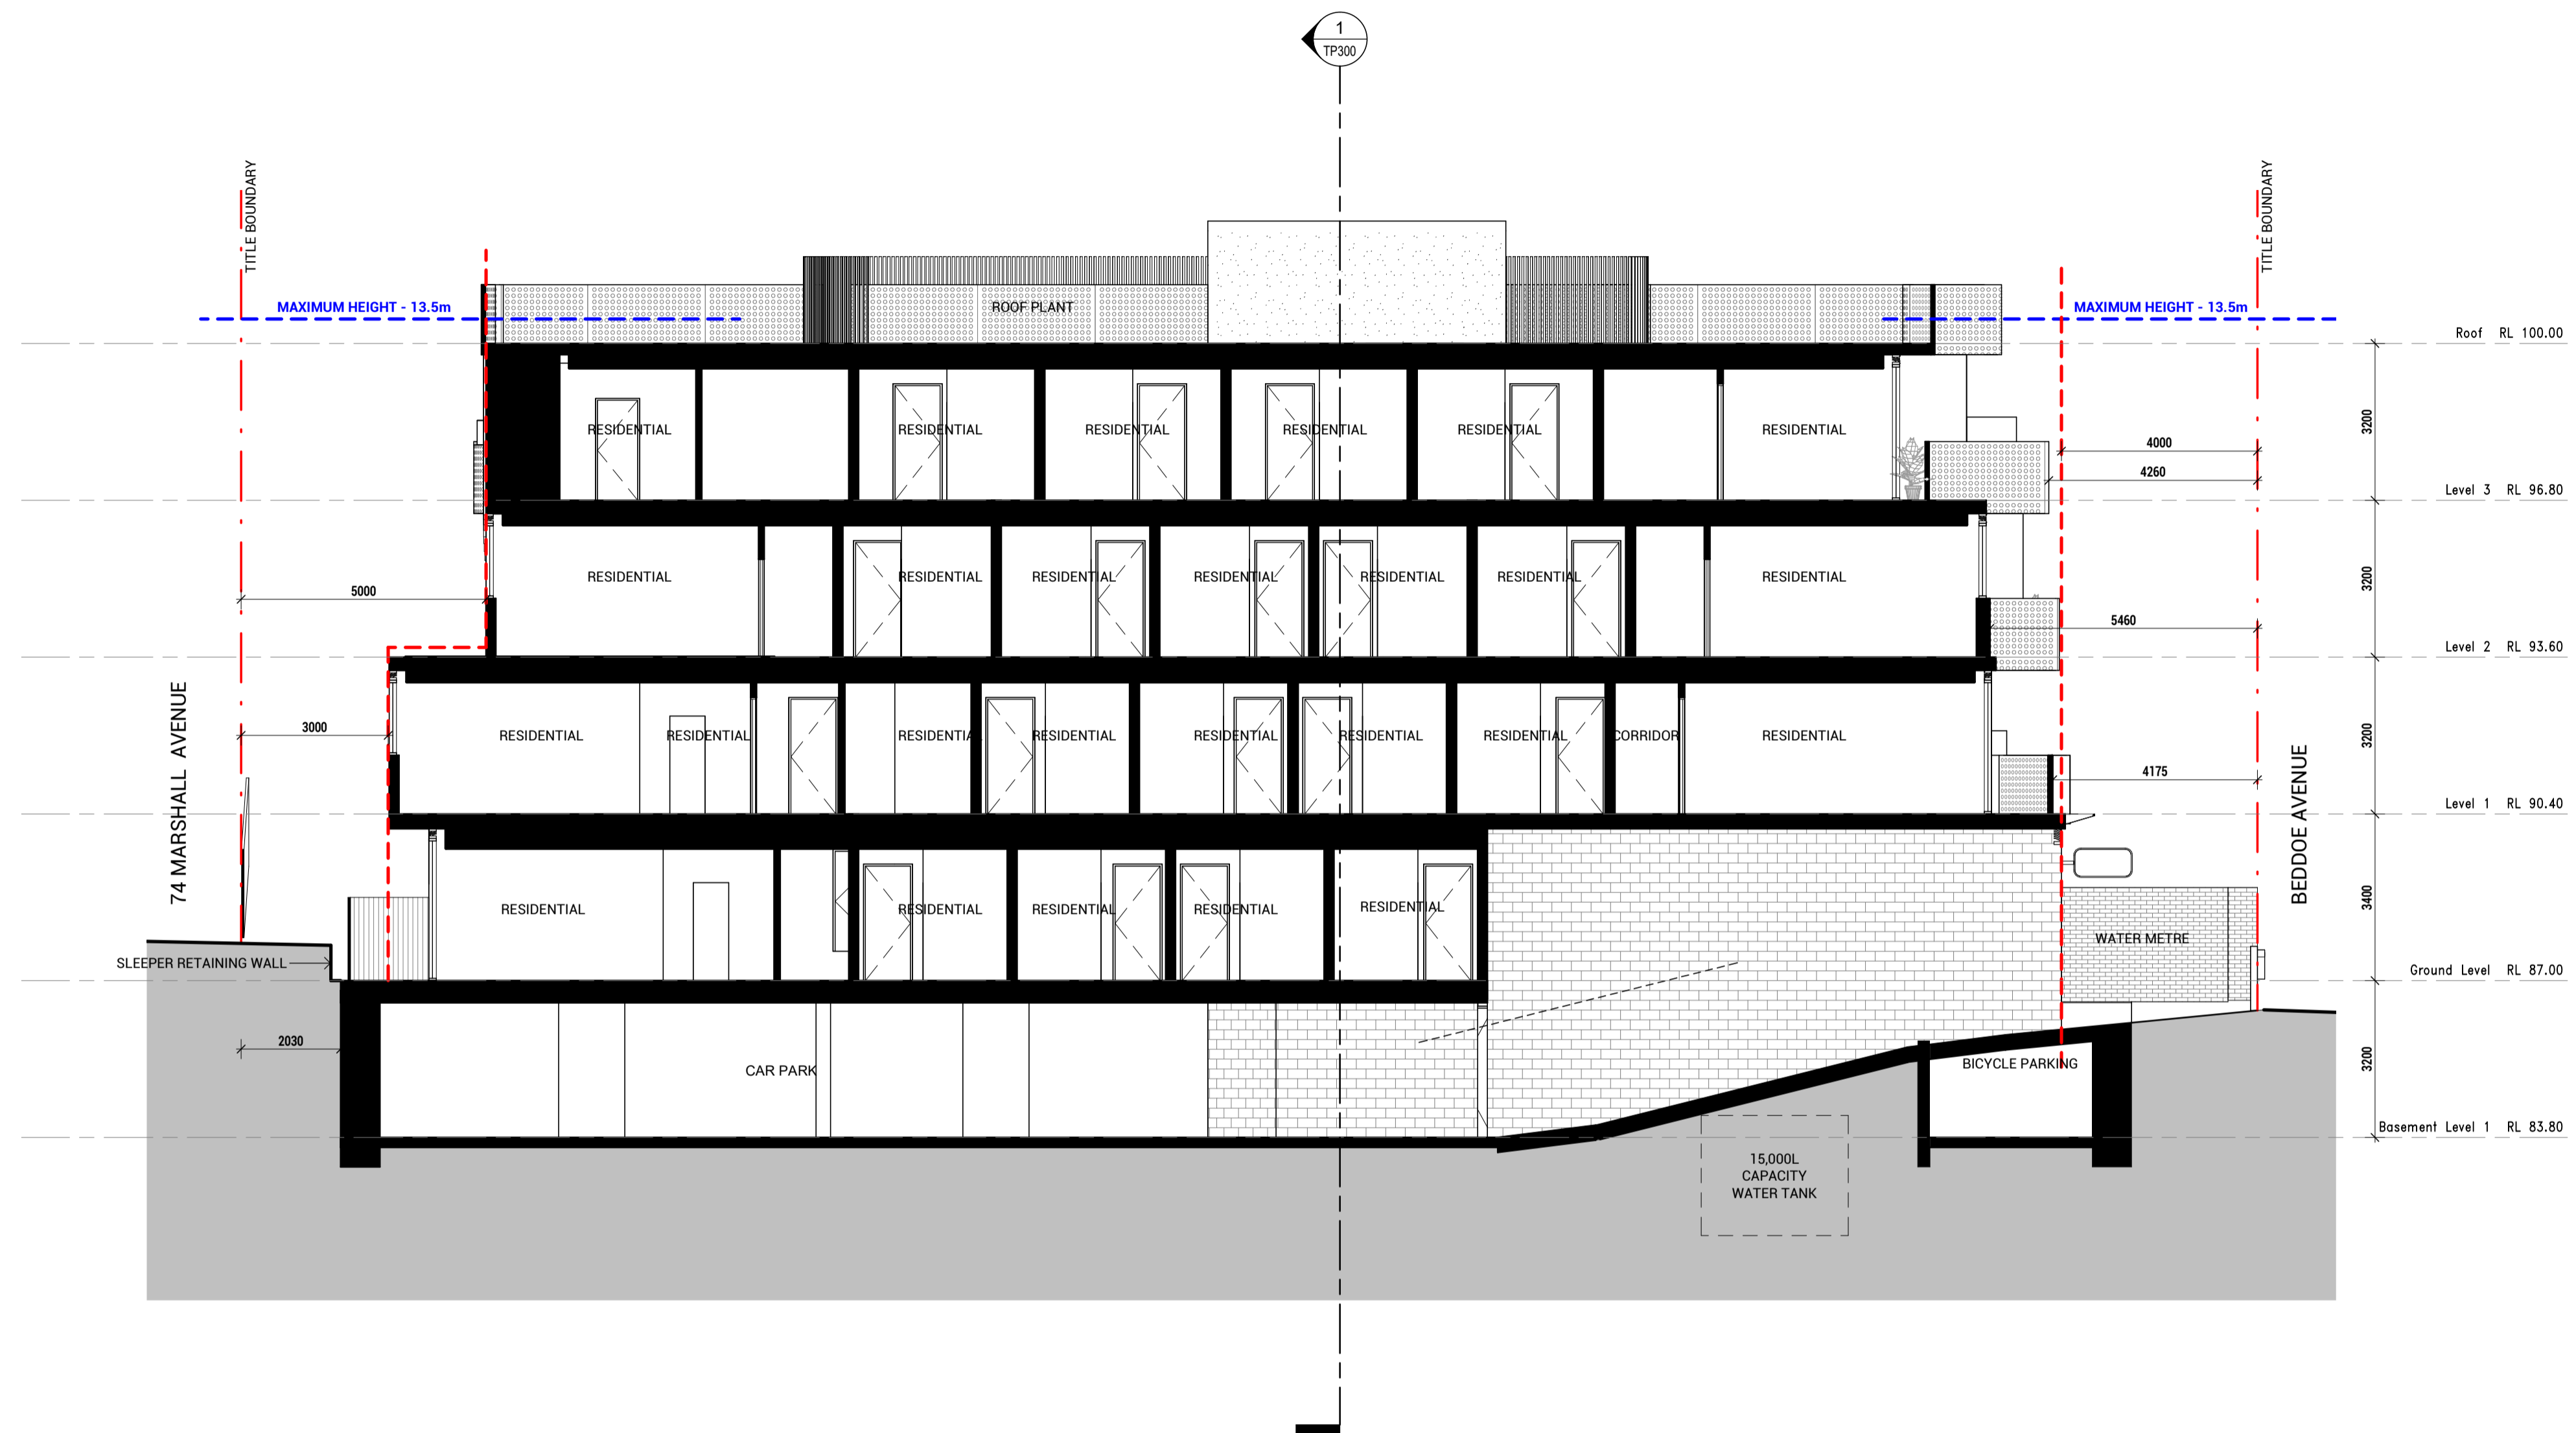 1
TP300
TITLE BOUNDARY
TITLE BOUNDARY
MAXIMUM HEIGHT - 13.5m
ROOF PLANT
MAXIMUM HEIGHT - 13.5m
Roof RL 100.00
RESIDENTIAL
RESIDENTIAL
RESIDENTIAL
RESIDENTIAL
RESIDENTIAL
RESIDENTIAL
3200
4000
4260
Level 3 RL 96.80
RESIDENTIAL
RESIDENTIAL
RESIDENTIAL
RESIDENTIAL
RESIDENTIAL
RESIDENTIAL
RESIDENTIAL
3200
5000
5460
Level 2 RL 93.60
74 MARSHALL AVENUE
3000
RESIDENTIAL
RESIDENTIAL
RESIDENTIA
RESIDENTIAL
RESIDENTIAL
RESIDENTIAL
RESIDENTIAL
CORRIDOR
RESIDENTIAL
3200
4175
BEDDOE AVENUE
Level 1 RL 90.40
RESIDENTIAL
RESIDENTIAL
RESIDENTIAL
RESIDENTIAL
RESIDENTIAL
3400
WATER METRE
SLEEPER RETAINING WALL
Ground Level RL 87.00
2030
CAR PARK
BICYCLE PARKING
3200
Basement Level 1 RL 83.80
15,000L
CAPACITY
WATER TANK